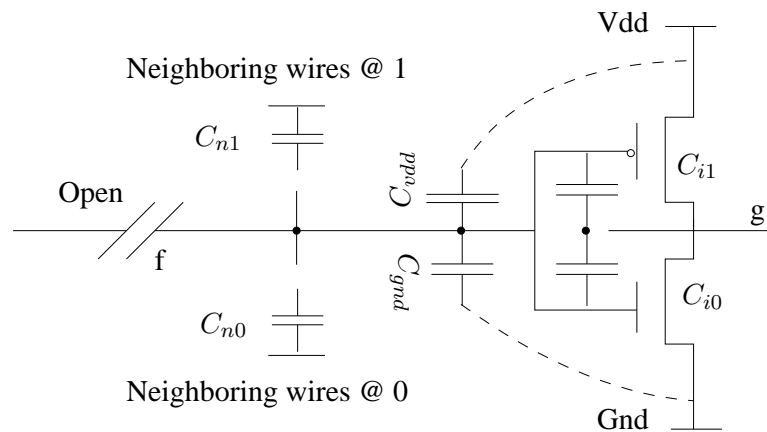 Vdd
Neighboring wires @ 1
C_{n1}
C_{vdd}
C_{i1}
Open
g
f
C_{gnd}
C_{i0}
C_{n0}
Neighboring wires @ 0
Gnd